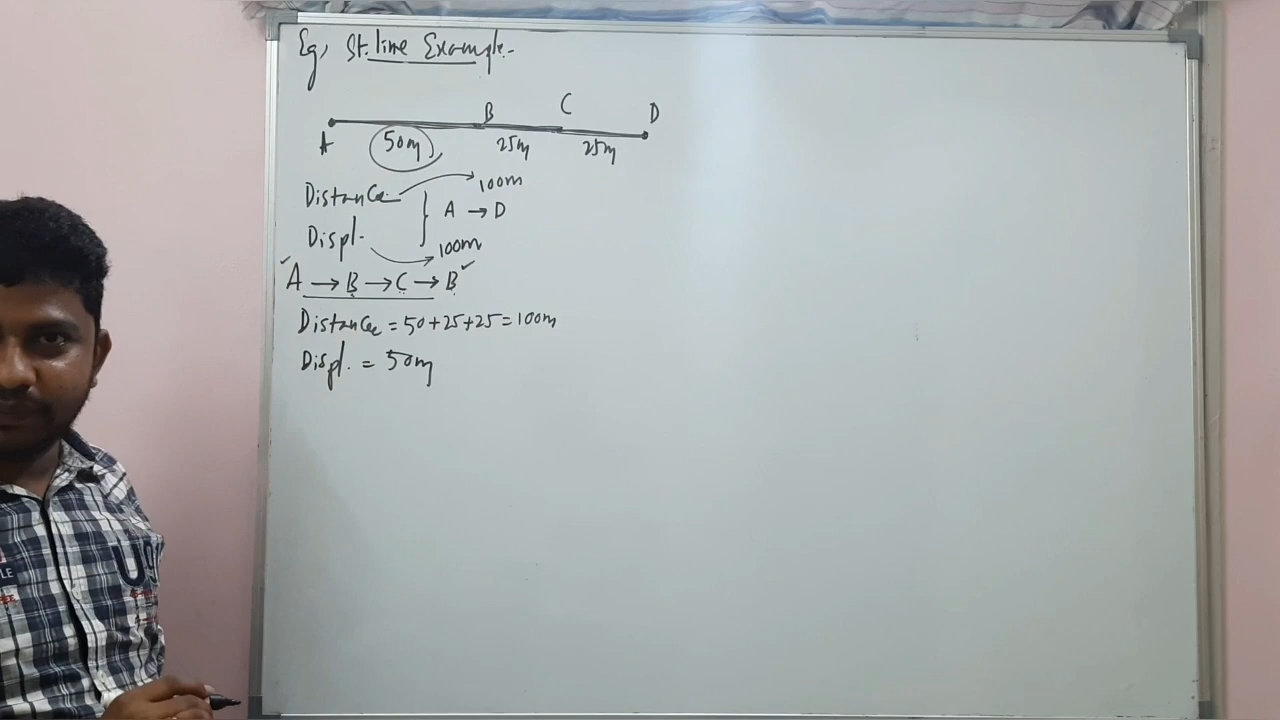 Eg, St. line Example.
B C D
A 50m 25m 25m
Distance 100m
A → D
Displ. 100m
A → B → C → B
Distance = 50+25+25=100m
Displ. = 50m